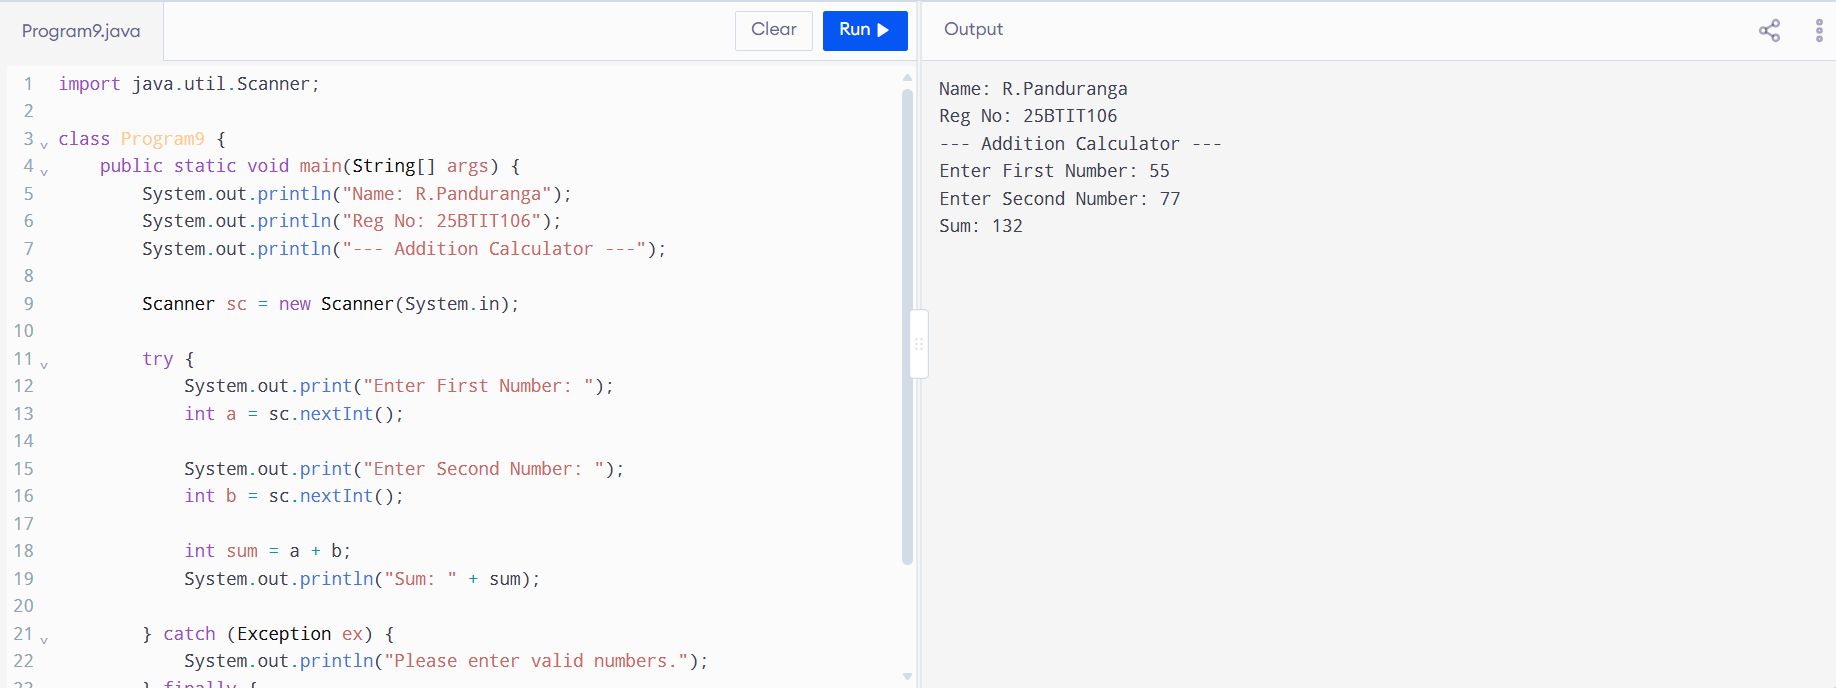 Program9.java
Clear
Run
1 import java.util.Scanner;
2
3 class Program9 {
4 public static void main(String[] args) {
5 System.out.println("Name: R.Panduranga");
6 System.out.println("Reg No: 25BTIT106");
7 System.out.println("--- Addition Calculator ---");
8
9 Scanner sc = new Scanner(System.in);
10
11 try {
12 System.out.print("Enter First Number: ");
13 int a = sc.nextInt();
14
15 System.out.print("Enter Second Number: ");
16 int b = sc.nextInt();
17
18 int sum = a + b;
19 System.out.println("Sum: " + sum);
20
21 } catch (Exception ex) {
22 System.out.println("Please enter valid numbers.");
23 } finally {
Output
Name: R.Panduranga
Reg No: 25BTIT106
--- Addition Calculator ---
Enter First Number: 55
Enter Second Number: 77
Sum: 132